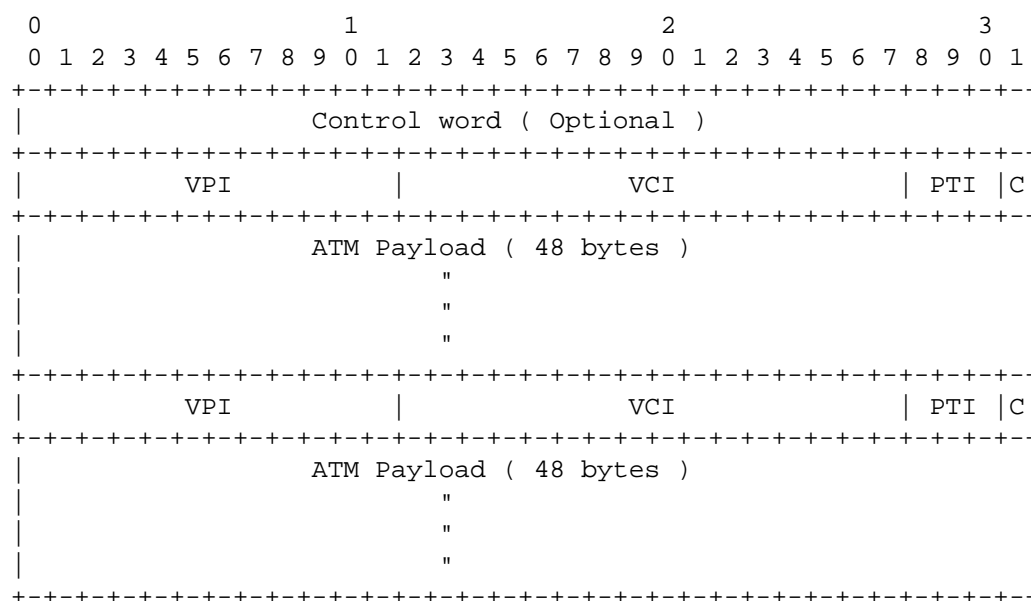 0                   1                   2                   3
 0 1 2 3 4 5 6 7 8 9 0 1 2 3 4 5 6 7 8 9 0 1 2 3 4 5 6 7 8 9 0 1
+-+-+-+-+-+-+-+-+-+-+-+-+-+-+-+-+-+-+-+-+-+-+-+-+-+-+-+-+-+-+-+--
|                  Control word ( Optional )
+-+-+-+-+-+-+-+-+-+-+-+-+-+-+-+-+-+-+-+-+-+-+-+-+-+-+-+-+-+-+-+--
|          VPI          |              VCI              | PTI |C
+-+-+-+-+-+-+-+-+-+-+-+-+-+-+-+-+-+-+-+-+-+-+-+-+-+-+-+-+-+-+-+--
|                  ATM Payload ( 48 bytes )
|                          "
|                          "
|                          "
+-+-+-+-+-+-+-+-+-+-+-+-+-+-+-+-+-+-+-+-+-+-+-+-+-+-+-+-+-+-+-+--
|          VPI          |              VCI              | PTI |C
+-+-+-+-+-+-+-+-+-+-+-+-+-+-+-+-+-+-+-+-+-+-+-+-+-+-+-+-+-+-+-+--
|                  ATM Payload ( 48 bytes )
|                          "
|                          "
|                          "
+-+-+-+-+-+-+-+-+-+-+-+-+-+-+-+-+-+-+-+-+-+-+-+-+-+-+-+-+-+-+-+--